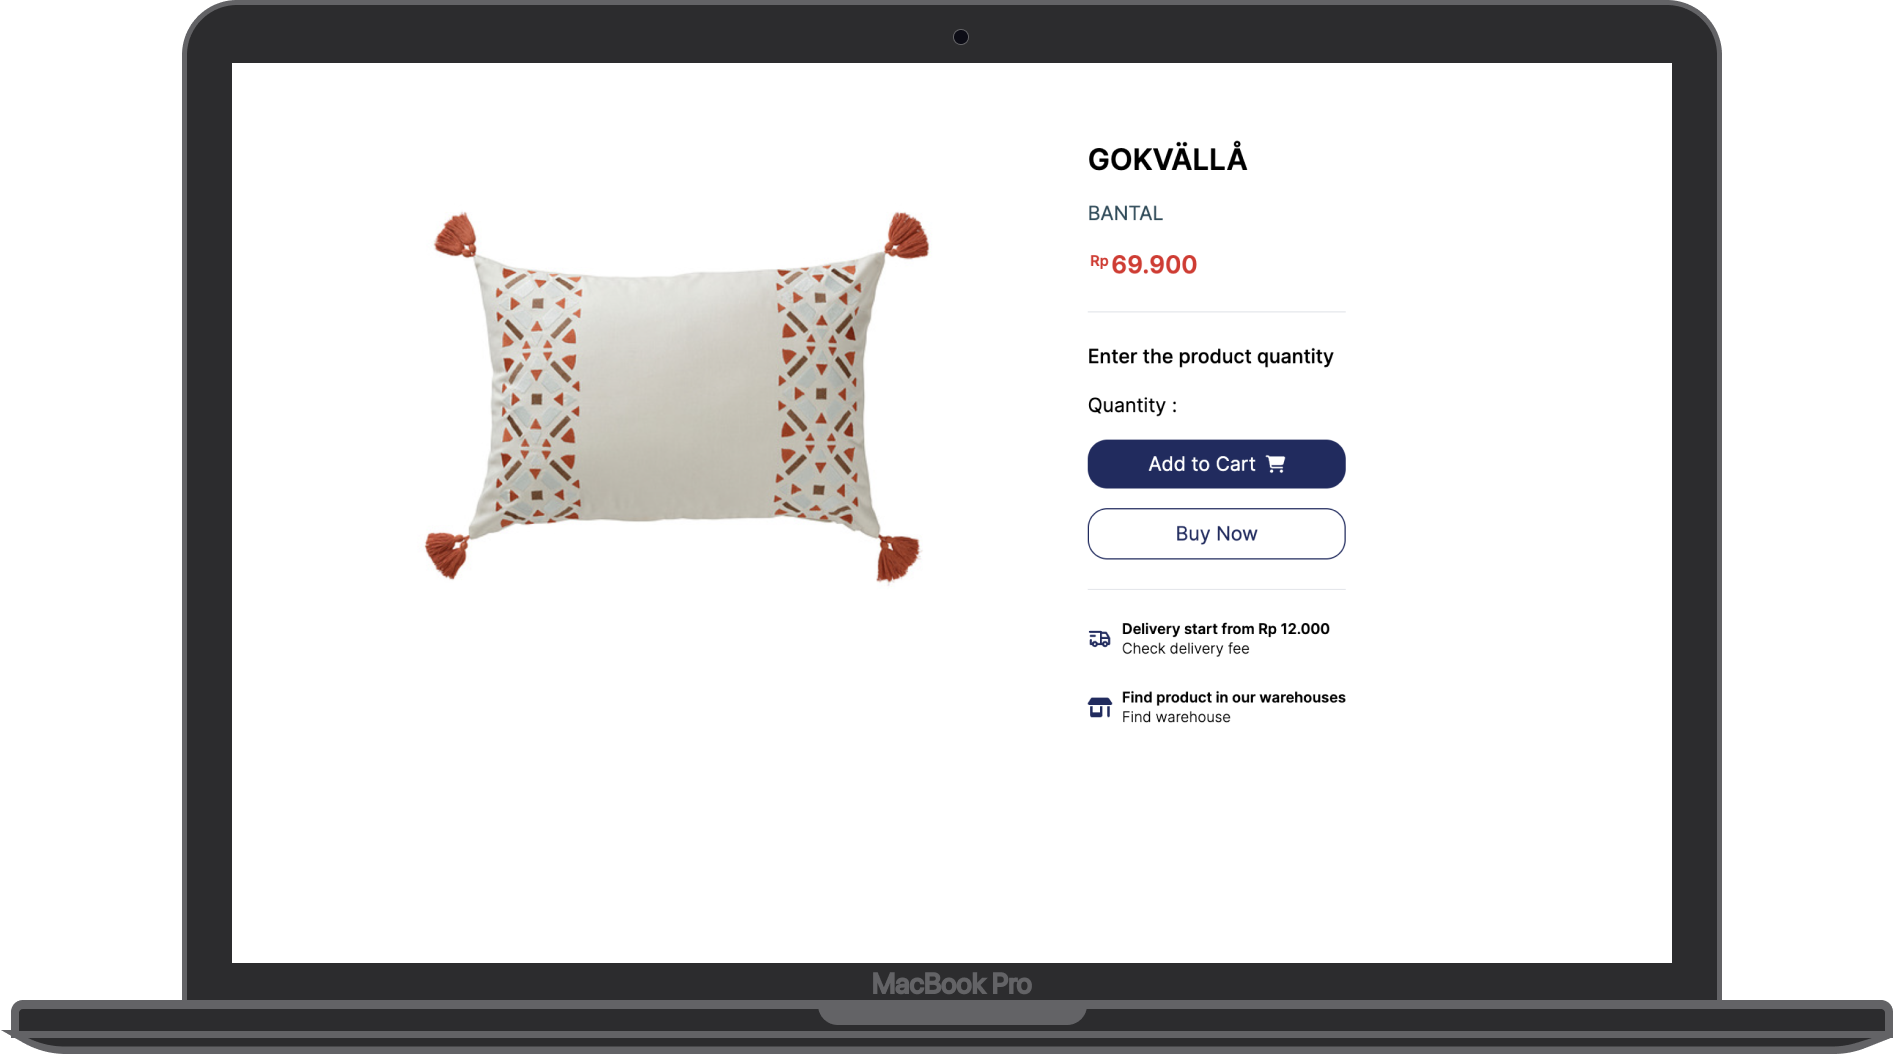 GOKVÄLLÅ
BANTAL
Rp 69.900
Enter the product quantity
Quantity :
Add to Cart
Buy Now
Delivery start from Rp 12.000
Check delivery fee
Find product in our warehouses
Find warehouse
MacBook Pro